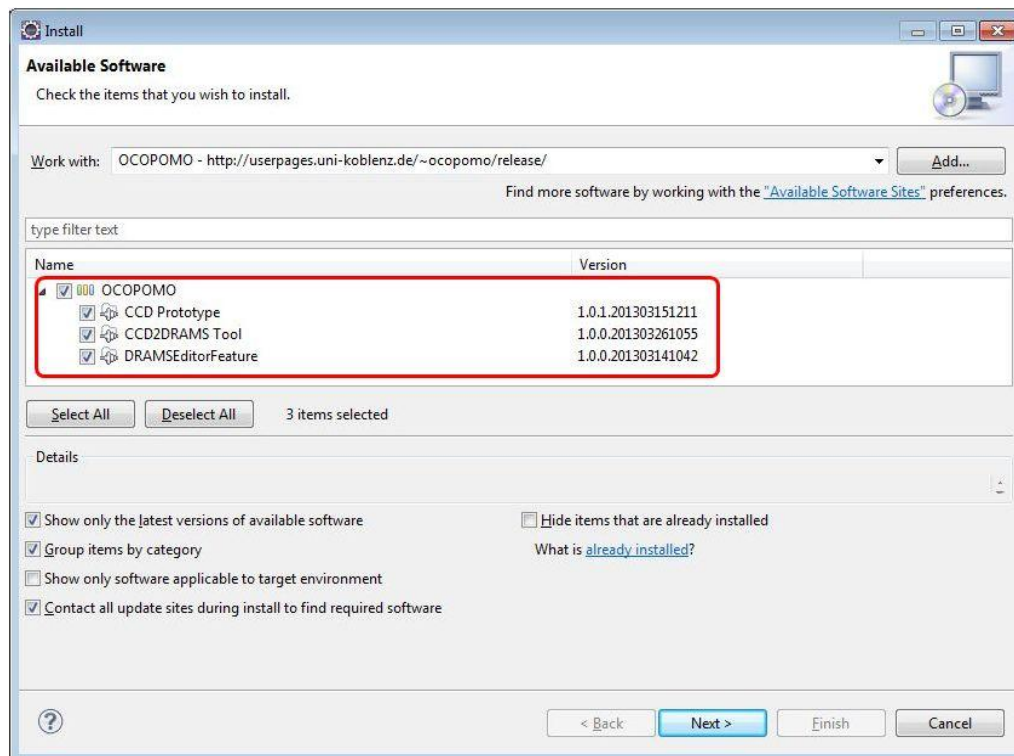 Install
Available Software
Check the items that you wish to install.
Work with: OCOPOMO - http://userpages.uni-koblenz.de/~ocopomo/release/ Add...
Find more software by working with the "Available Software Sites" preferences.
type filter text
Name Version
OCOPOMO
CCD Prototype 1.0.1.201303151211
CCD2DRAMS Tool 1.0.0.201303261055
DRAMSEditorFeature 1.0.0.201303141042
Select All Deselect All 3 items selected
Details
Show only the latest versions of available software Hide items that are already installed
Group items by category What is already installed?
Show only software applicable to target environment
Contact all update sites during install to find required software
? < Back Next > Finish Cancel